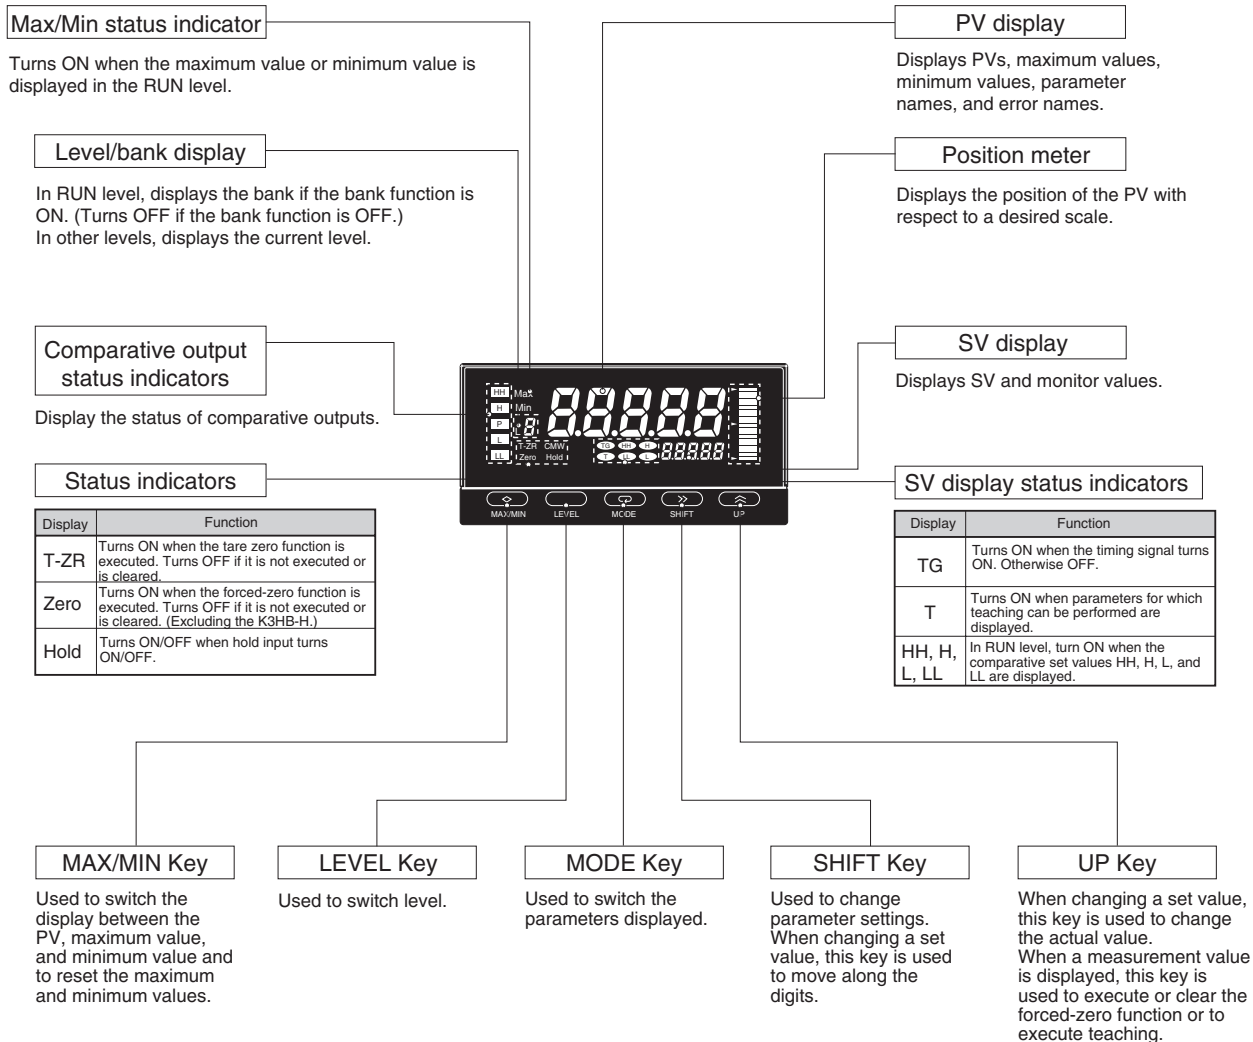 Max/Min status indicator
Turns ON when the maximum value or minimum value is
displayed in the RUN level.
PV display
Displays PVs, maximum values,
minimum values, parameter
names, and error names.
Level/bank display
In RUN level, displays the bank if the bank function is
ON. (Turns OFF if the bank function is OFF.)
In other levels, displays the current level.
Position meter
Displays the position of the PV with
respect to a desired scale.
Comparative output
status indicators
Display the status of comparative outputs.
SV display
Displays SV and monitor values.
HH
H
P
L
LL
Max
Min
8
8.8.8.8.8
T-ZR CMW
Zero Hold
TG HH H
T LL L
88888
MAX/MIN LEVEL MODE SHIFT UP
Status indicators
Display Function
T-ZR Turns ON when the tare zero function is
executed. Turns OFF if it is not executed or
is cleared.
Zero Turns ON when the forced-zero function is
executed. Turns OFF if it is not executed or
is cleared. (Excluding the K3HB-H.)
Hold Turns ON/OFF when hold input turns
ON/OFF.
SV display status indicators
Display Function
TG Turns ON when the timing signal turns
ON. Otherwise OFF.
T Turns ON when parameters for which
teaching can be performed are
displayed.
HH, H, In RUN level, turn ON when the
L, LL comparative set values HH, H, L, and
LL are displayed.
MAX/MIN Key
Used to switch the
display between the
PV, maximum value,
and minimum value and
to reset the maximum
and minimum values.
LEVEL Key
Used to switch level.
MODE Key
Used to switch the
parameters displayed.
SHIFT Key
Used to change
parameter settings.
When changing a set
value, this key is used
to move along the
digits.
UP Key
When changing a set value,
this key is used to change
the actual value.
When a measurement value
is displayed, this key is
used to execute or clear the
forced-zero function or to
execute teaching.